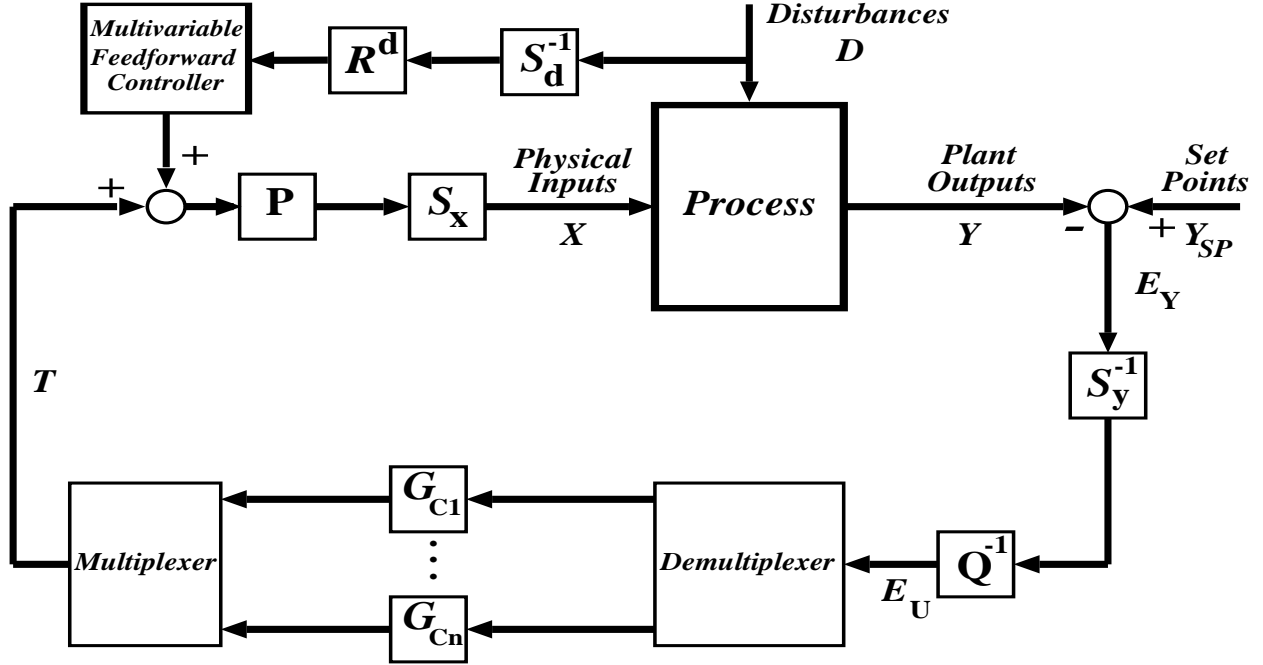 Disturbances
D
Multivariable
Feedforward
Controller
R^d
S_d^-1
+
+
P
S_x
Physical
Inputs
X
Process
Plant
Outputs
Y
-
+
Set
Points
Y_SP
E_Y
S_y^-1
T
Multiplexer
G_C1
⋮
G_Cn
Demultiplexer
E_U
Q^-1